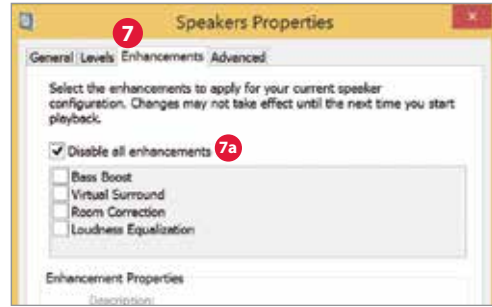 Speakers Properties
7
General Levels Enhancements Advanced
Select the enhancements to apply for your current speaker
configuration. Changes may not take effect until the next time you start
playback.
Disable all enhancements 7a
Bass Boost
Virtual Surround
Room Correction
Loudness Equalization
Enhancement Properties
Description: